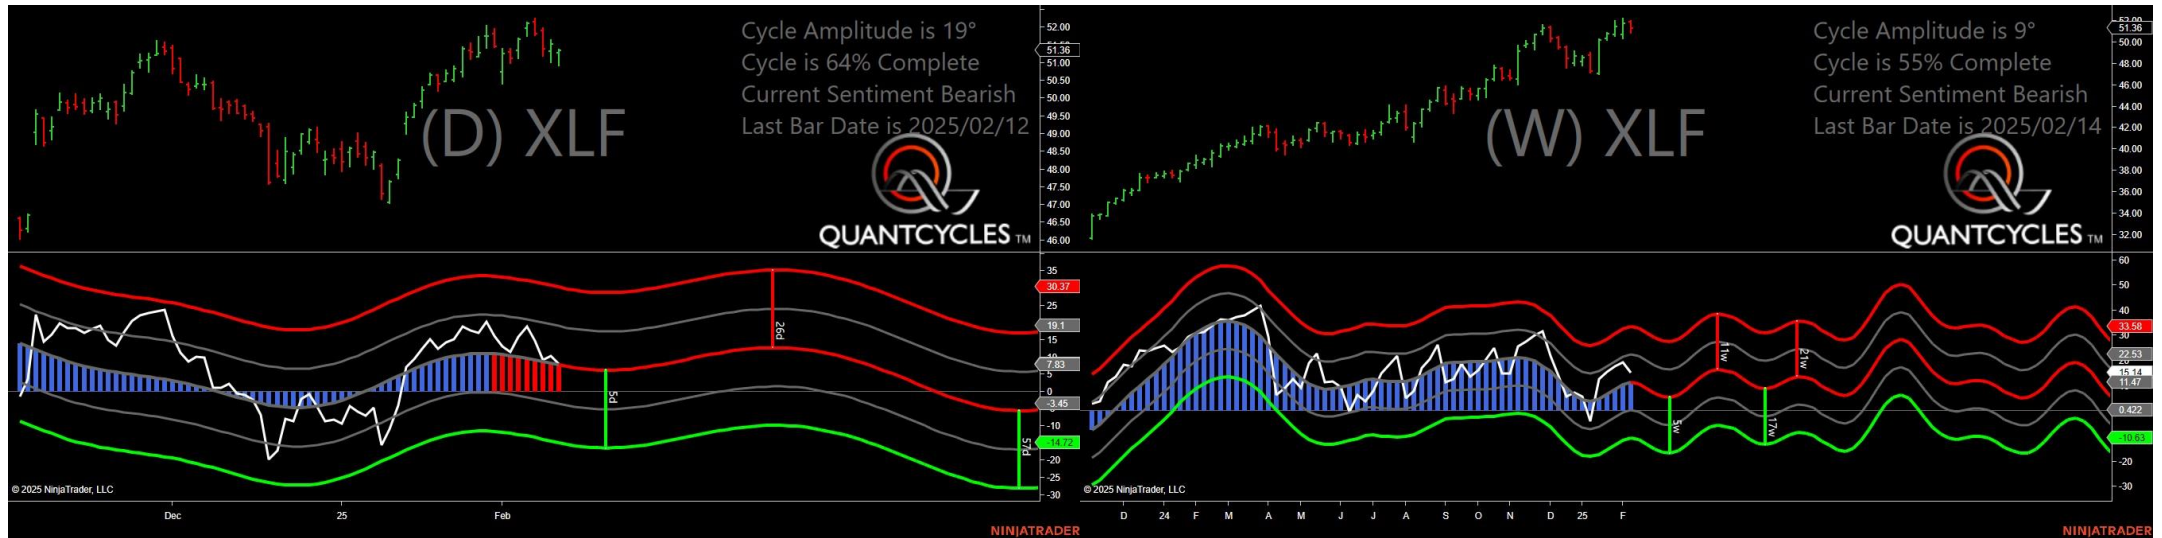 Cycle Amplitude is 19°
Cycle is 64% Complete
Current Sentiment Bearish
Last Bar Date is 2025/02/12
(D) XLF
QUANTCYCLES TM
52.00
51.36
51.00
50.50
50.00
49.50
49.00
48.50
48.00
47.50
47.00
46.50
46.00
35
30.37
25
19.1
15
7.83
5
0
-3.45
-10
-14.72
-20
-25
-30
5d
26d
57d
© 2025 NinjaTrader, LLC
Dec
25
Feb
NINJATRADER
Cycle Amplitude is 9°
Cycle is 55% Complete
Current Sentiment Bearish
Last Bar Date is 2025/02/14
(W) XLF
QUANTCYCLES TM
52.00
51.36
50.00
48.00
46.00
44.00
42.00
40.00
38.00
36.00
34.00
32.00
60
50
40
33.58
30
22.53
15.14
11.47
0.422
-10.63
-20
-30
5w
11w
17w
21w
© 2025 NinjaTrader, LLC
D
24
F
M
A
M
J
J
A
S
O
N
D
25
F
NINJATRADER